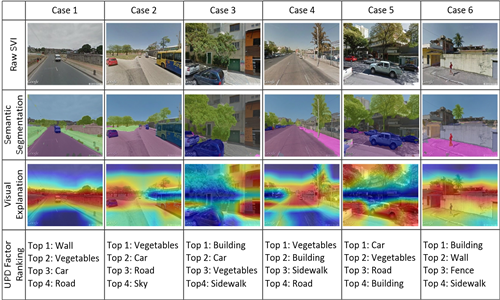 Case 1 Case 2 Case 3 Case 4 Case 5 Case 6
Raw SVI
Semantic
Segmentation
Visual
Explanation
UPD Factor
Ranking
Top 1: Wall
Top 2: Vegetables
Top 3: Car
Top 4: Road
Top 1: Vegetables
Top 2: Car
Top 3: Road
Top 4: Sky
Top 1: Building
Top 2: Car
Top 3: Vegetables
Top4: Sidewalk
Top 1: Vegetables
Top 2: Building
Top 3: Sidewalk
Top 4: Road
Top 1: Car
Top 2: Vegetables
Top 3: Road
Top 4: Building
Top 1: Building
Top 2: Wall
Top 3: Fence
Top 4: Sidewalk